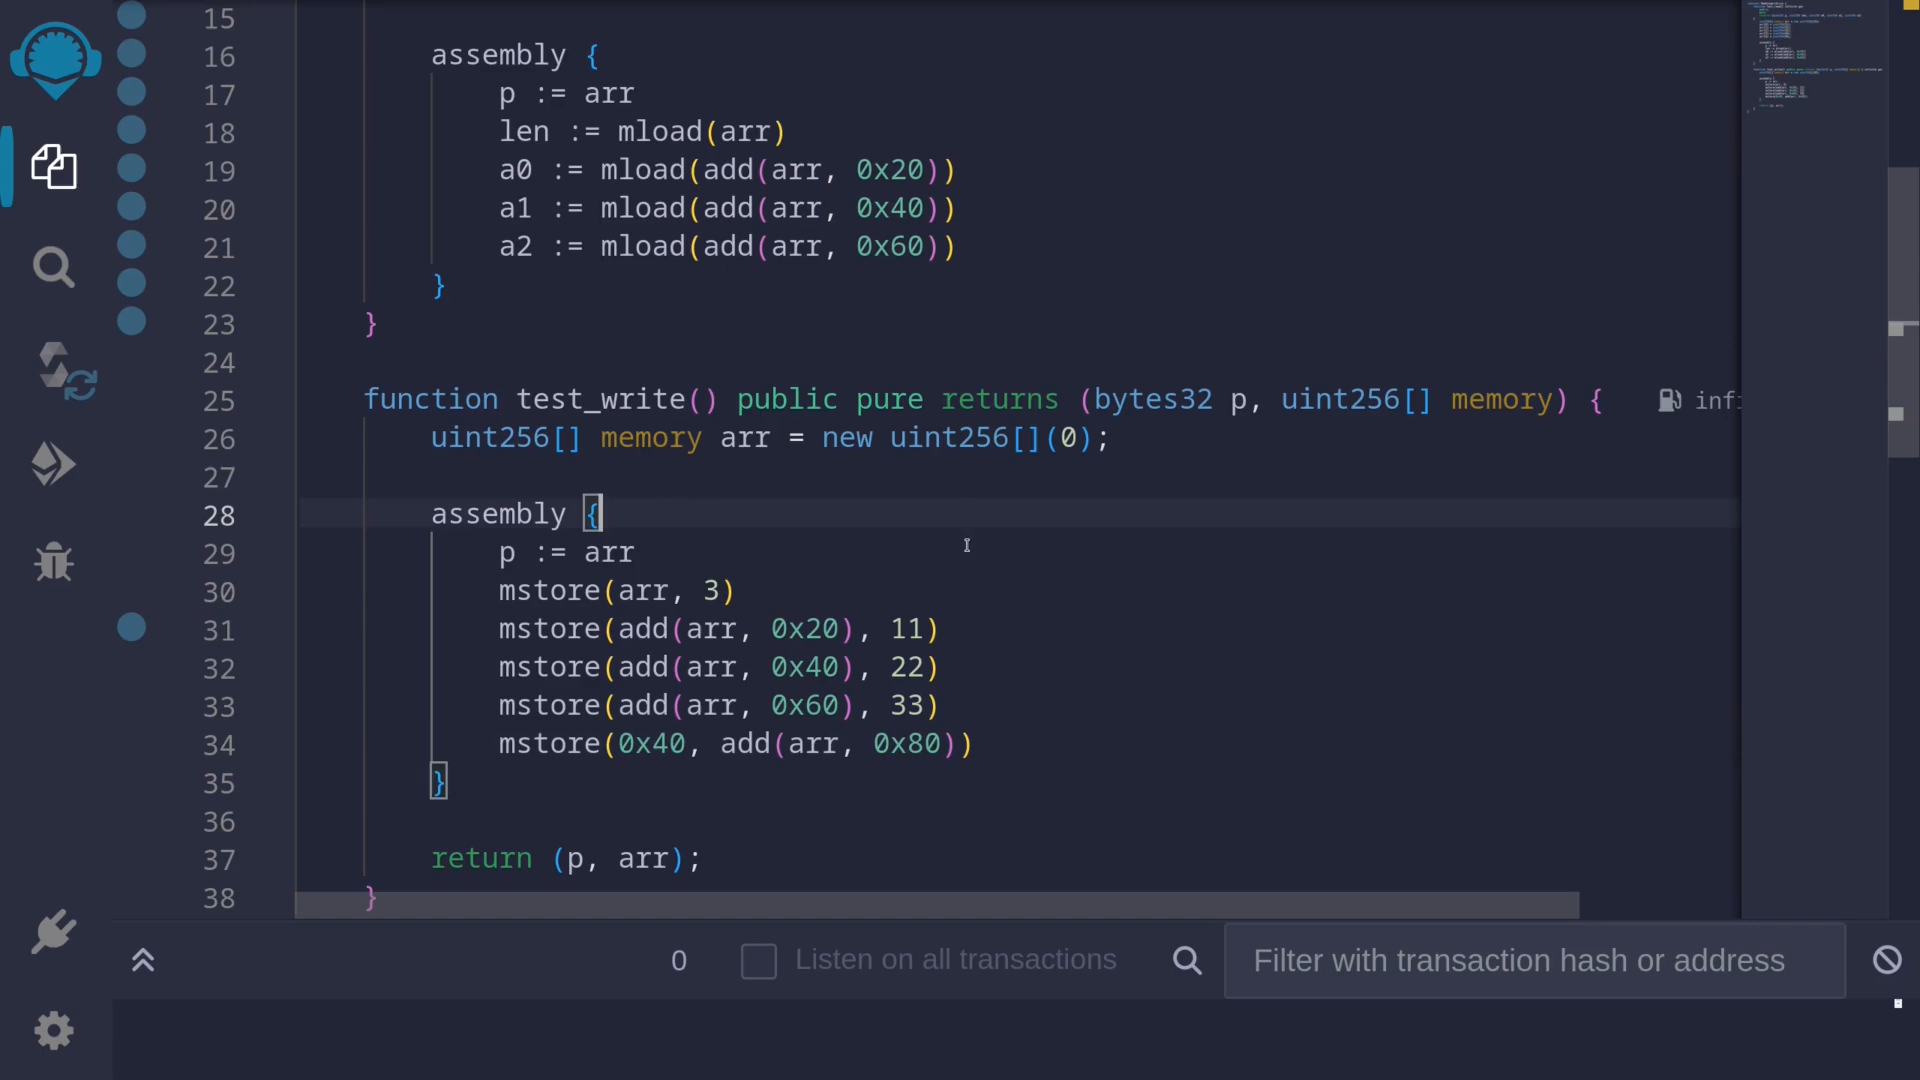 15
16 assembly {
17 p := arr
18 len := mload(arr)
19 a0 := mload(add(arr, 0x20))
20 a1 := mload(add(arr, 0x40))
21 a2 := mload(add(arr, 0x60))
22 }
23 }
24
25 function test_write() public pure returns (bytes32 p, uint256[] memory) { inf
26 uint256[] memory arr = new uint256[](0);
27
28 assembly {
29 p := arr
30 mstore(arr, 3)
31 mstore(add(arr, 0x20), 11)
32 mstore(add(arr, 0x40), 22)
33 mstore(add(arr, 0x60), 33)
34 mstore(0x40, add(arr, 0x80))
35 }
36
37 return (p, arr);
38 }
0 Listen on all transactions Filter with transaction hash or address